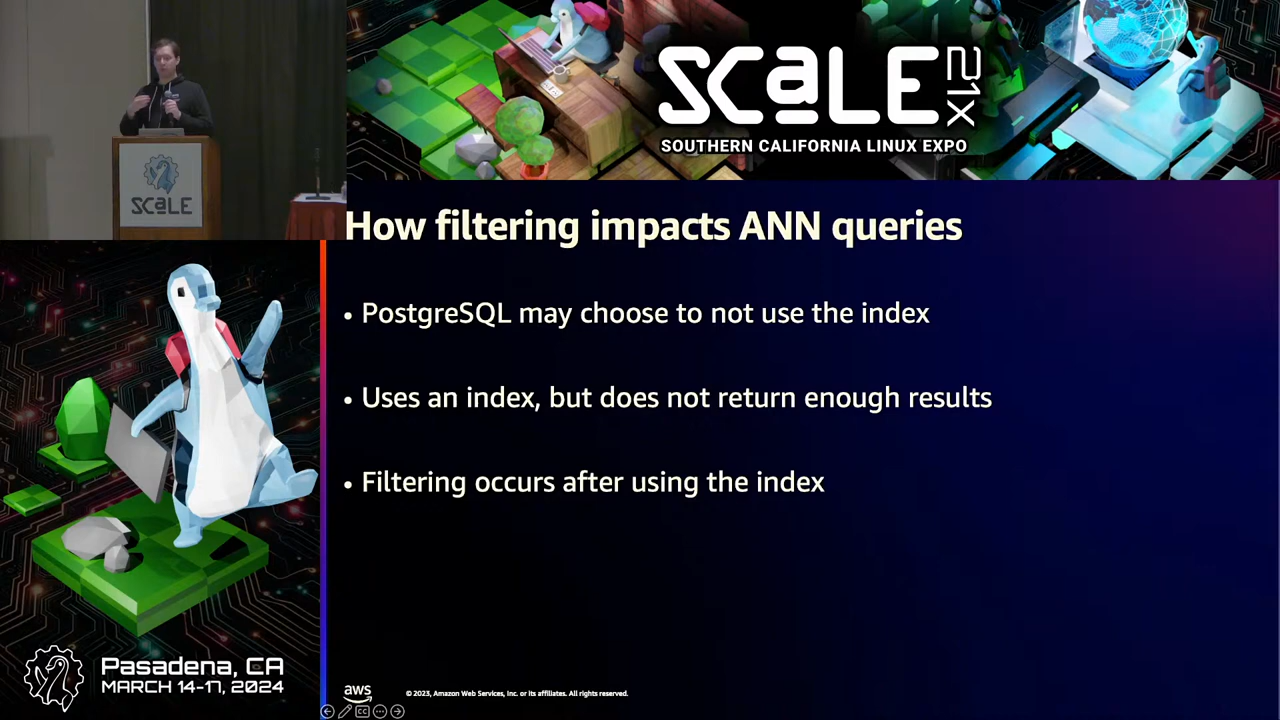 SCaLE 21X
SOUTHERN CALIFORNIA LINUX EXPO
SCaLE
How filtering impacts ANN queries
• PostgreSQL may choose to not use the index
• Uses an index, but does not return enough results
• Filtering occurs after using the index
Pasadena, CA
MARCH 14-17, 2024
aws
© 2023, Amazon Web Services, Inc. or its affiliates. All rights reserved.
CC